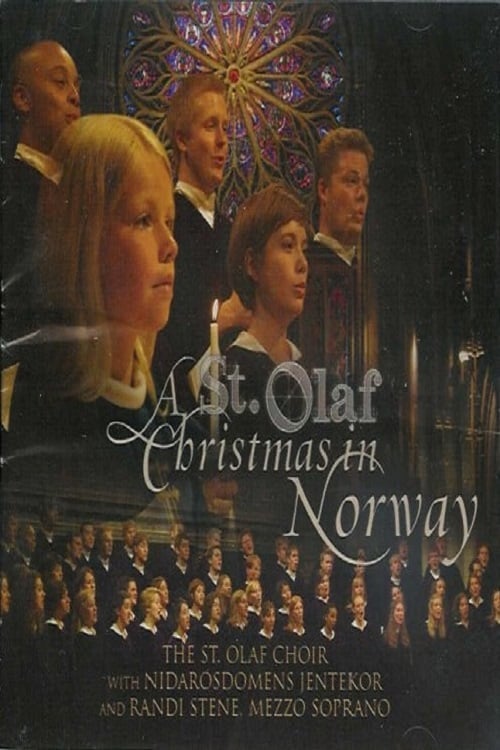 A St. Olaf
Christmas in
Norway
THE ST. OLAF CHOIR
WITH NIDAROSDOMENS JENTEKOR
AND RANDI STENE, MEZZO SOPRANO